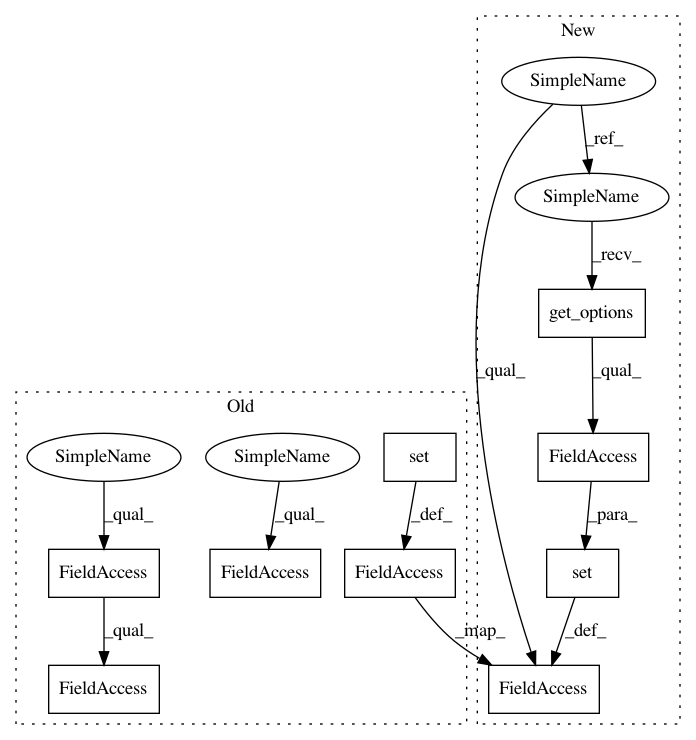 New
SimpleName
_ref_
SimpleName
_recv_
get_options
_qual_
_qual_
Old
SimpleName
SimpleName
set
FieldAccess
_qual_
_qual_
_def_
_para_
FieldAccess
FieldAccess
FieldAccess
set
_qual_
_map_
_def_
FieldAccess
FieldAccess